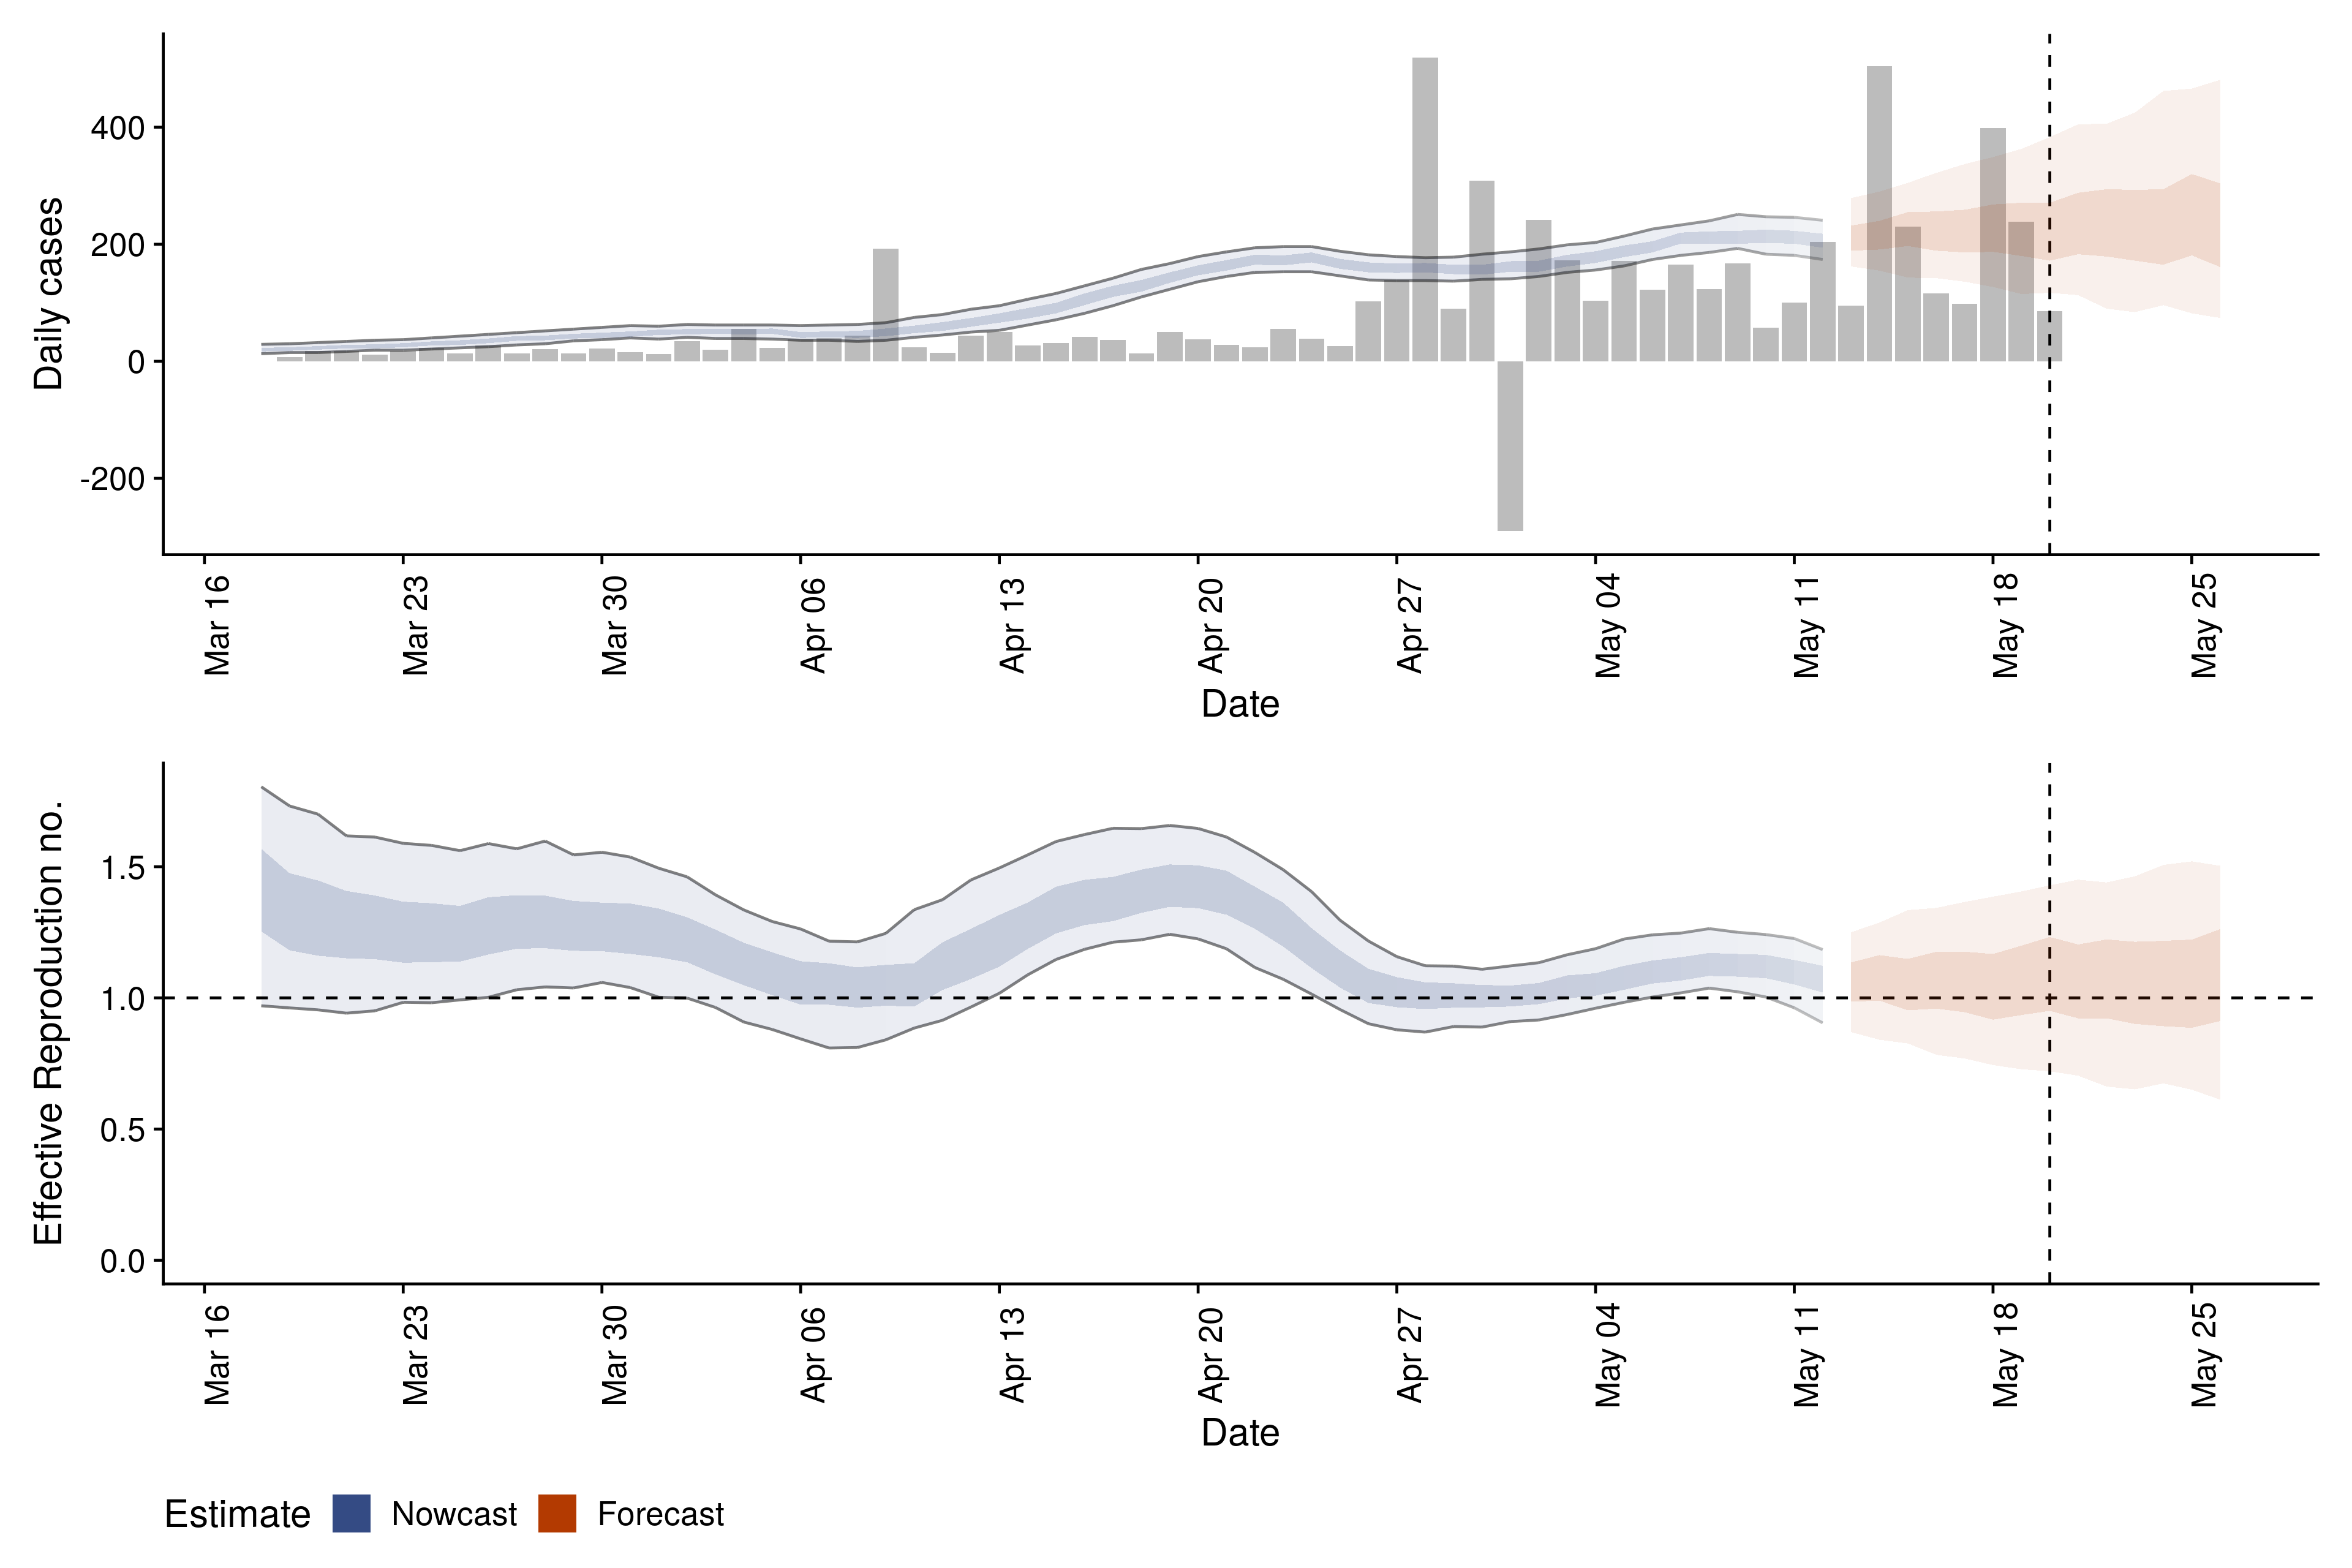 Daily cases
400
200
0
-200
Mar 16
Mar 23
Mar 30
Apr 06
Apr 13
Apr 20
Apr 27
May 04
May 11
May 18
May 25
Date
Effective Reproduction no.
1.5
1.0
0.5
0.0
Mar 16
Mar 23
Mar 30
Apr 06
Apr 13
Apr 20
Apr 27
May 04
May 11
May 18
May 25
Date
Estimate Nowcast Forecast